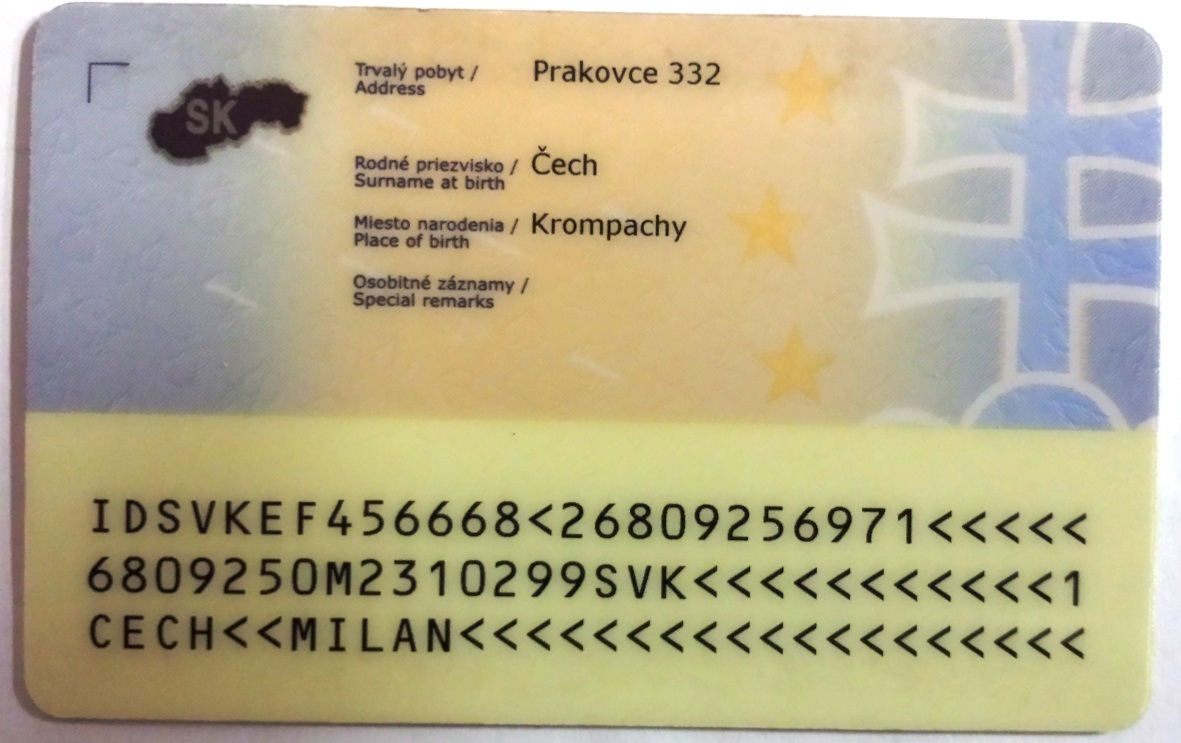 SK
Trvalý pobyt / Prakovce 332
Address
Rodné priezvisko / Čech
Surname at birth
Miesto narodenia / Krompachy
Place of birth
Osobitné záznamy /
Special remarks
IDSVKEF456668<26809256971<<<<<
6809250M2310299SVK<<<<<<<<<<<1
CECH<<MILAN<<<<<<<<<<<<<<<<<<<